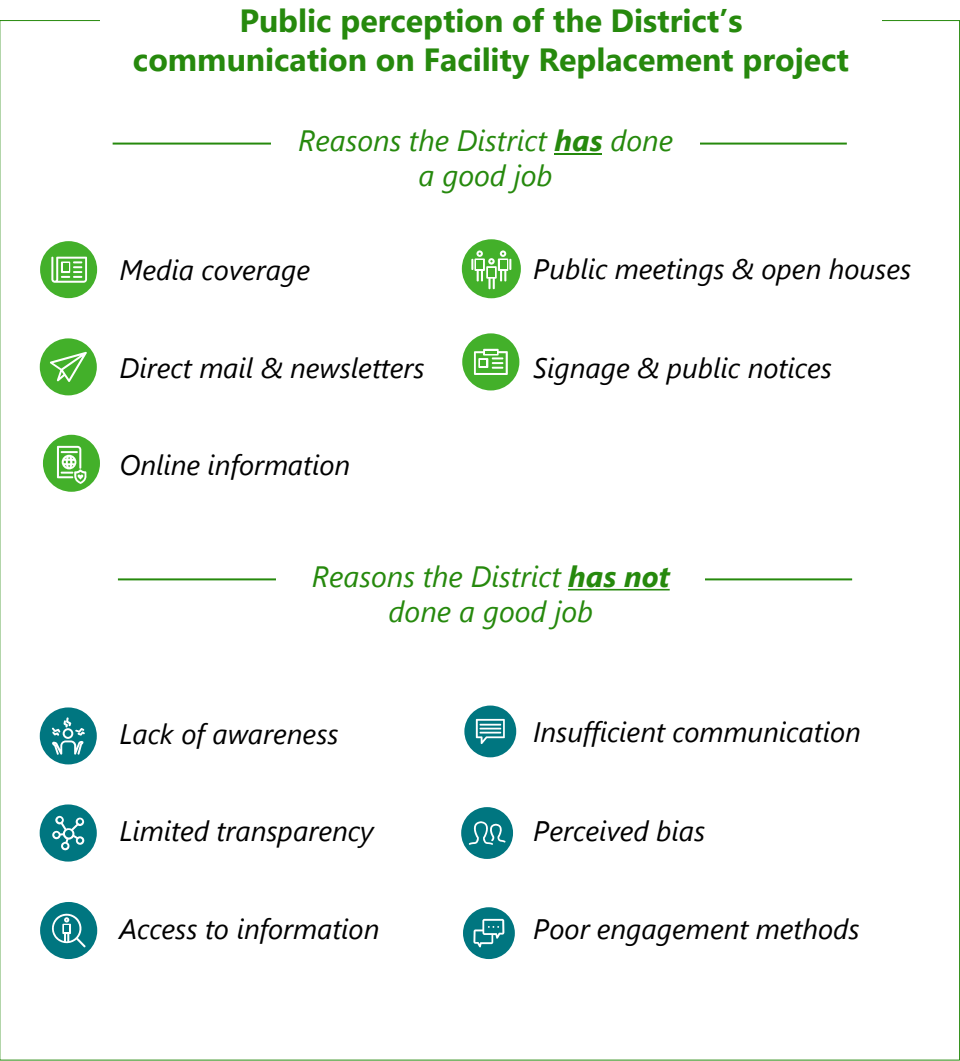 Public perception of the District’s
communication on Facility Replacement project
Reasons the District has done
a good job
Media coverage
Public meetings & open houses
Direct mail & newsletters
Signage & public notices
Online information
Reasons the District has not
done a good job
Lack of awareness
Insufficient communication
Limited transparency
Perceived bias
Access to information
Poor engagement methods